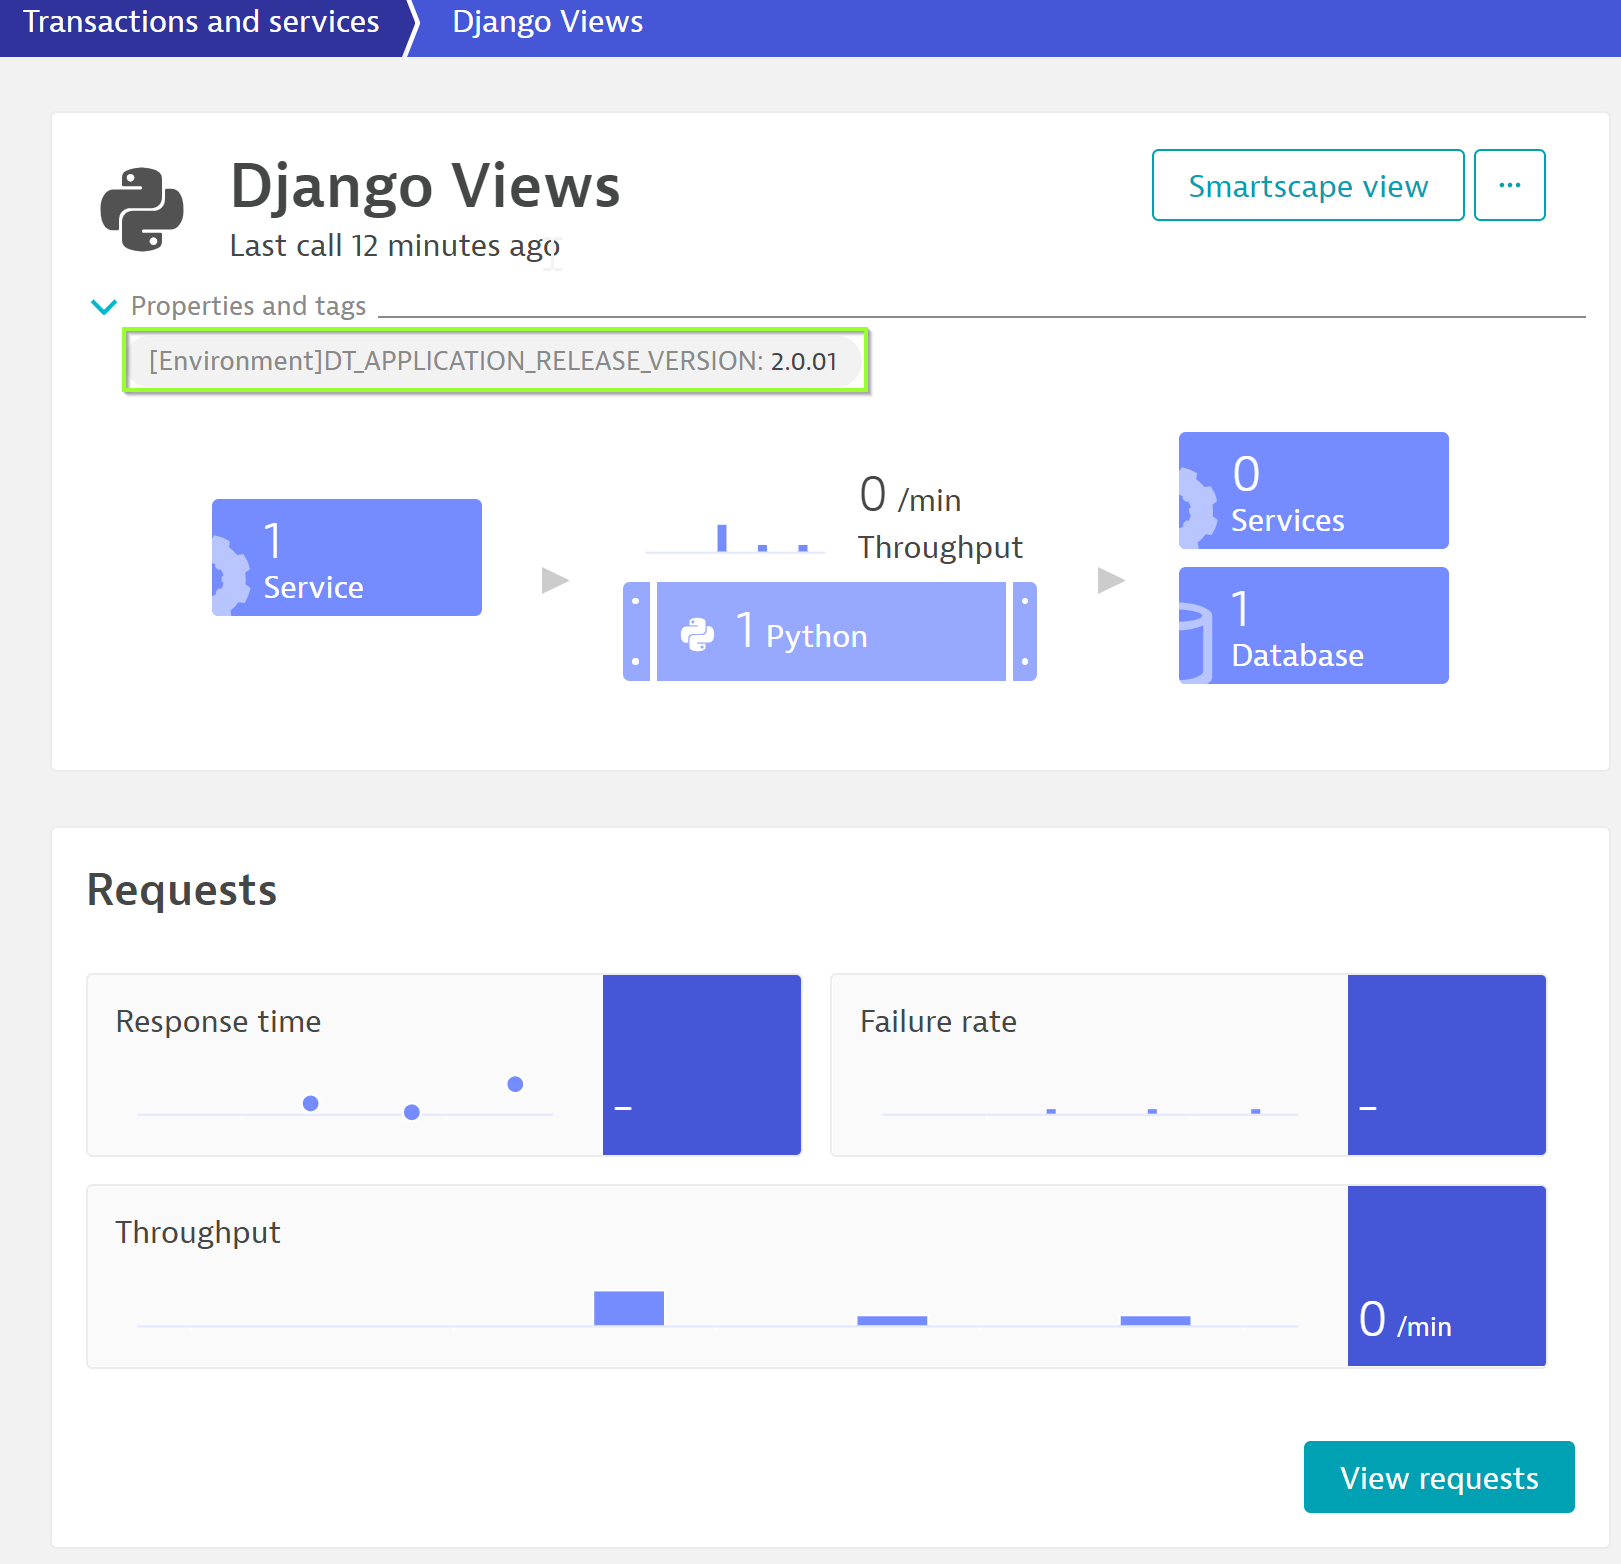 Transactions and services
Django Views
Django Views
Smartscape view
...
Last call 12 minutes ago
Properties and tags
[Environment]DT_APPLICATION_RELEASE_VERSION: 2.0.01
1
Service
0 /min
Throughput
1 Python
0
Services
1
Database
Requests
Response time
–
Failure rate
–
Throughput
0 /min
View requests